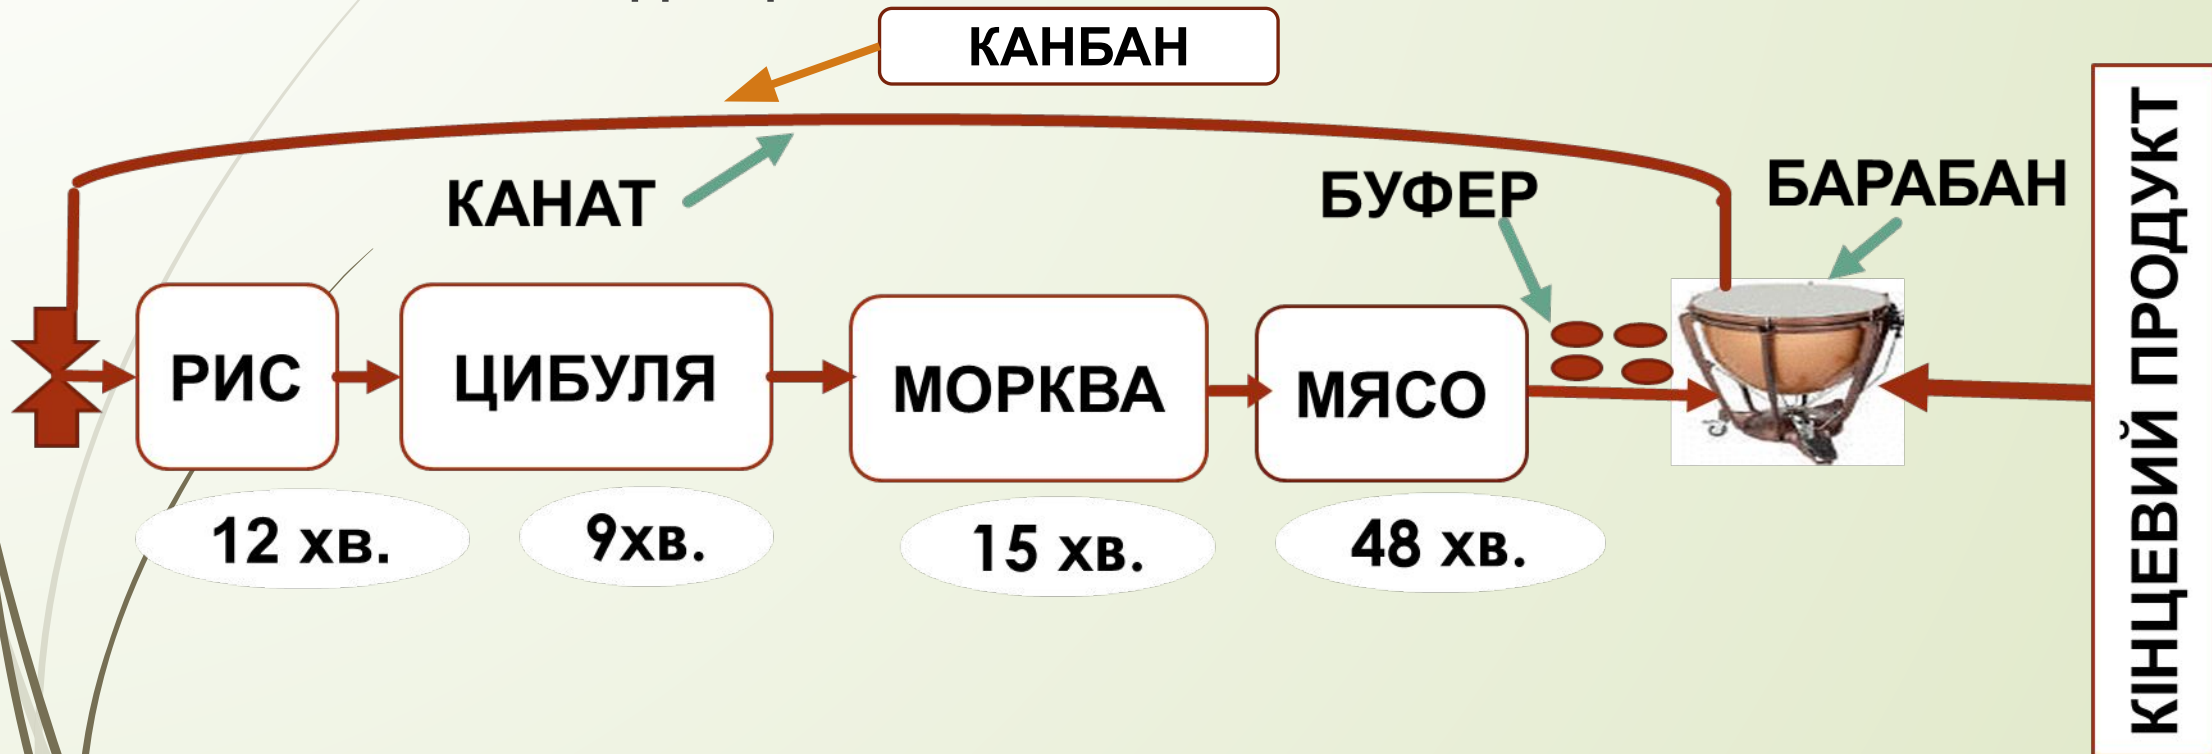 КАНБАН
КАНАТ
БУФЕР
БАРАБАН
РИС
ЦИБУЛЯ
МОРКВА
МЯСО
12 хв.
9хв.
15 хв.
48 хв.
КІНЦЕВИЙ ПРОДУКТ